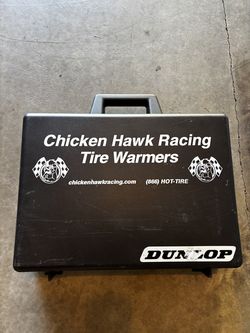 Chicken Hawk Racing
Tire Warmers
chickenhawkracing.com (866) HOT-TIRE
DUNLOP